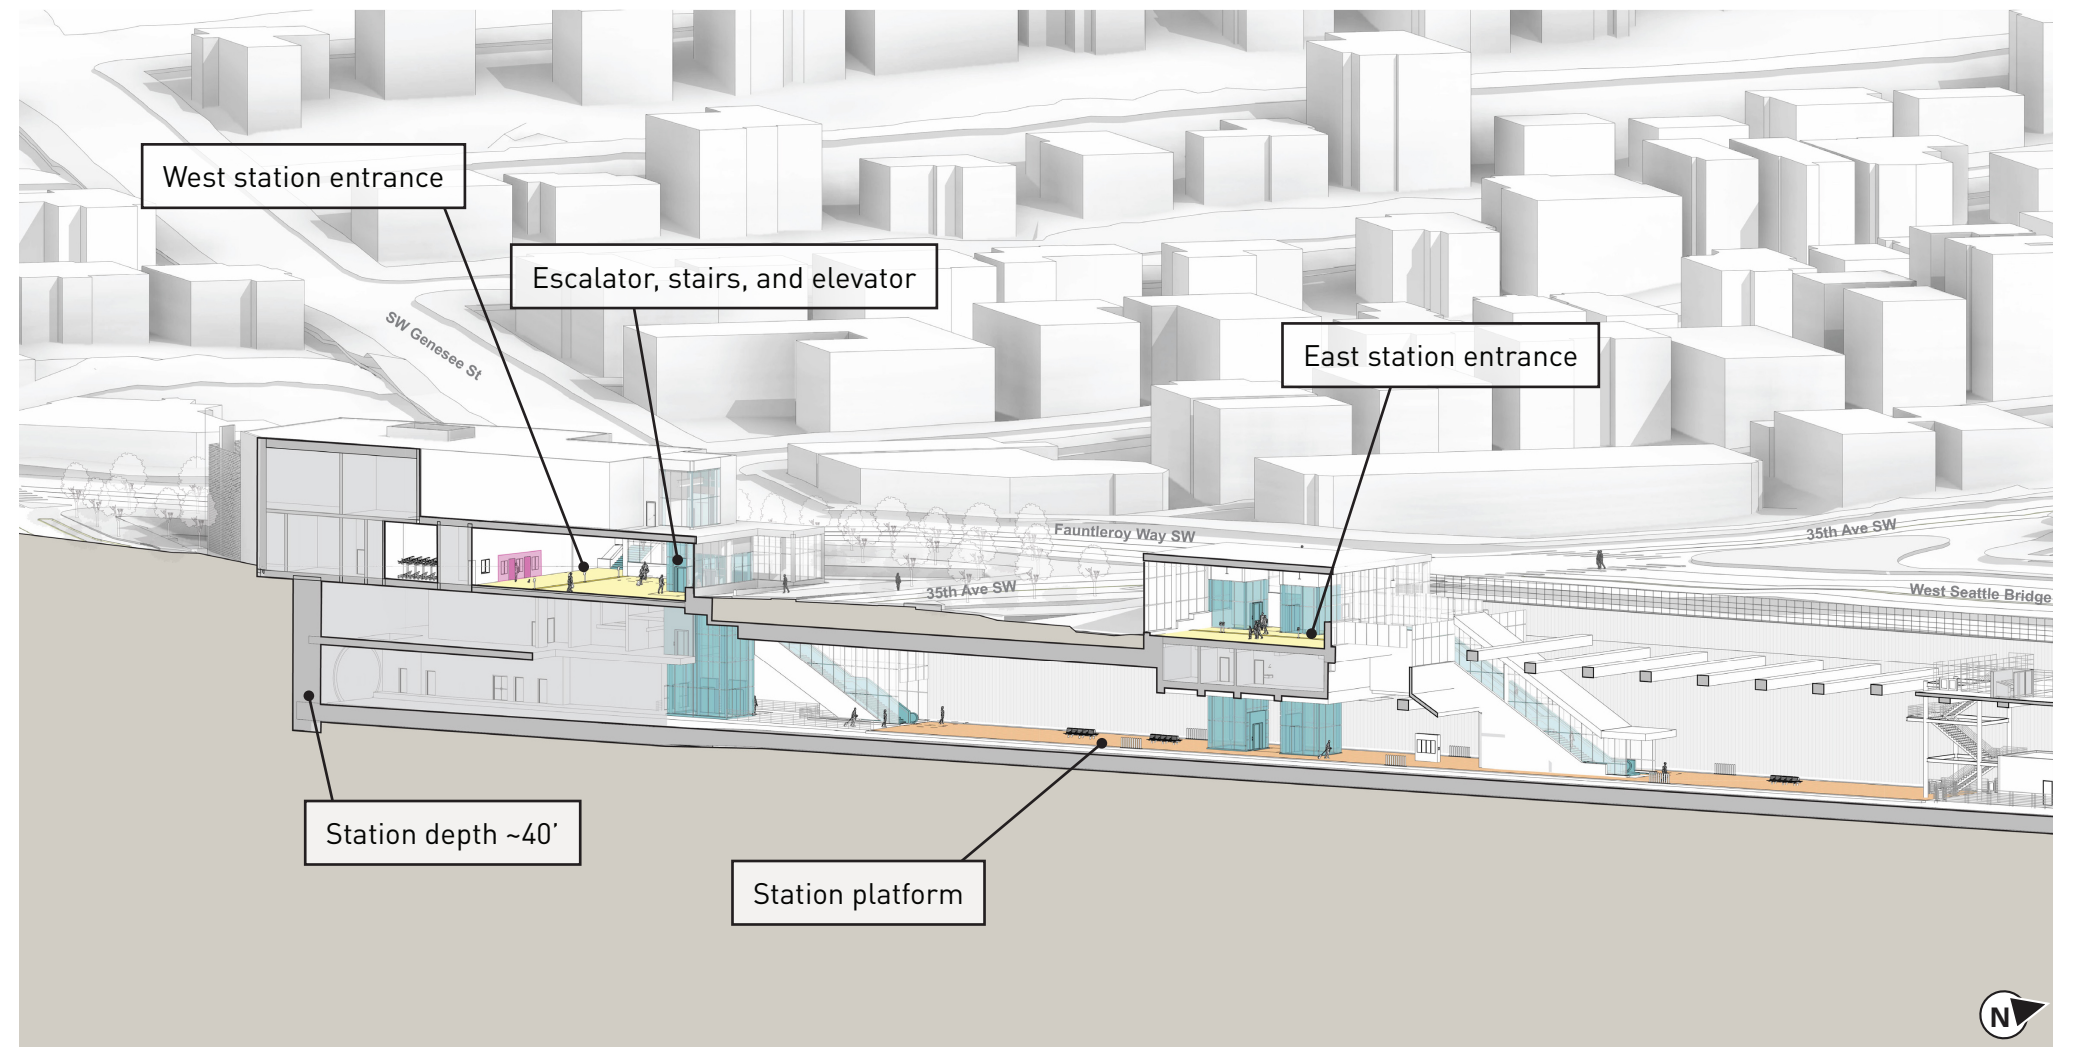 West station entrance
Escalator, stairs, and elevator
East station entrance
SW Genesee St
Fauntleroy Way SW
35th Ave SW
35th Ave SW
West Seattle Bridge
Station depth ~40’
Station platform
N